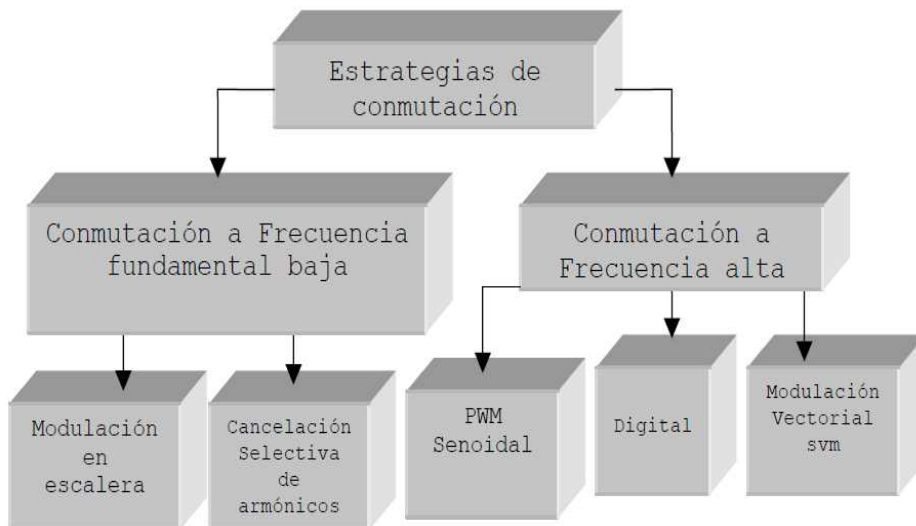 Estrategias de
conmutación
Conmutación a Frecuencia
fundamental baja
Conmutación a
Frecuencia alta
Modulación
en
escalera
Cancelación
Selectiva
de
armónicos
PWM
Senoidal
Digital
Modulación
Vectorial
svm